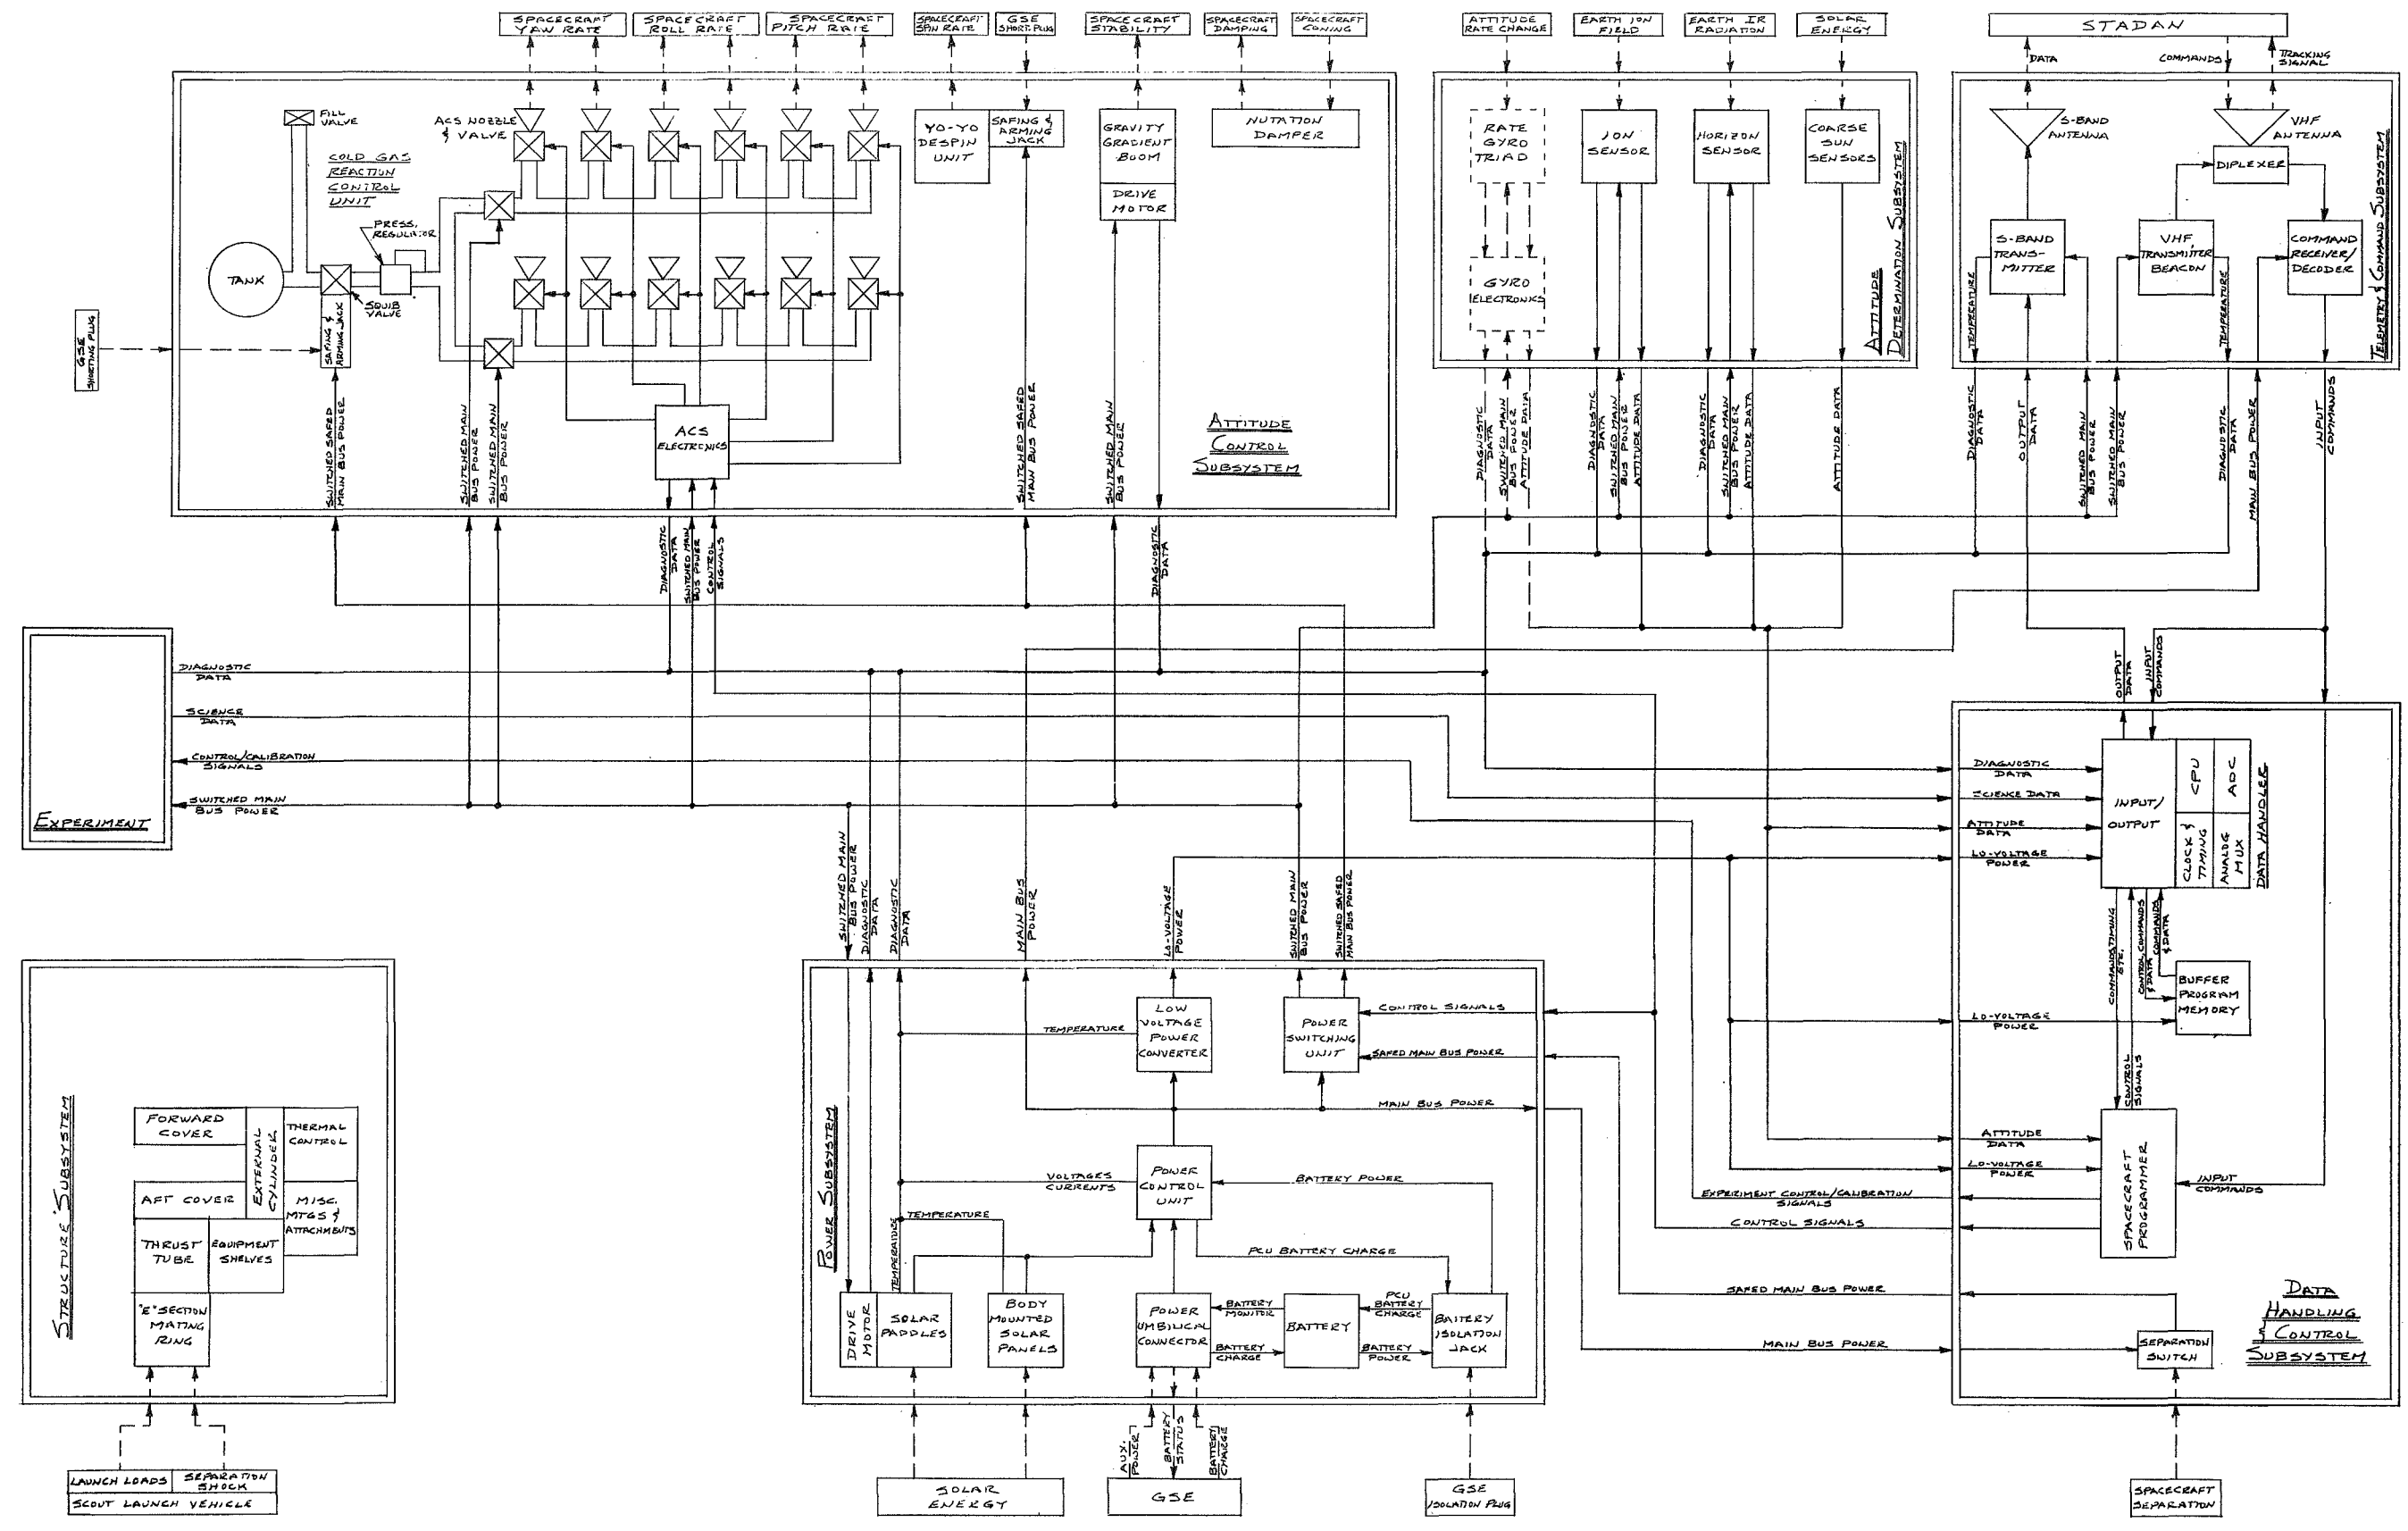 SPACECRAFT
YAW RATE
SPACECRAFT
ROLL RATE
SPACECRAFT
PITCH RATE
SPACECRAFT
SPIN RATE
GSE
SHORT. PLUG
SPACECRAFT
STABILITY
SPACECRAFT
DAMPING
SPACECRAFT
CONING
ATTITUDE
RATE CHANGE
EARTH ION
FIELD
EARTH IR
RADIATION
SOLAR
ENERGY
STADAN
DATA
COMMANDS
TRACKING
SIGNAL
FILL
VALVE
COLD GAS
REACTION
CONTROL
UNIT
ACS NOZZLE
& VALVE
PRESS.
REGULATOR
TANK
SQUIB
VALVE
SAFING &
ARMING JACK
GSE
SHORTING PLUG
YO-YO
DESPIN
UNIT
SAFING &
ARMING
JACK
GRAVITY
GRADIENT
BOOM
DRIVE
MOTOR
NUTATION
DAMPER
ACS
ELECTRONICS
ATTITUDE
CONTROL
SUBSYSTEM
SWITCHED SAFED
MAIN BUS POWER
SWITCHED MAIN
BUS POWER
SWITCHED MAIN
BUS POWER
SWITCHED SAFED
MAIN BUS POWER
SWITCHED MAIN
BUS POWER
DIAGNOSTIC
DATA
SWITCHED MAIN
BUS POWER
CONTROL
SIGNALS
DIAGNOSTIC
DATA
RATE
GYRO
TRIAD
GYRO
ELECTRONICS
ION
SENSOR
HORIZON
SENSOR
COARSE
SUN
SENSORS
ATTITUDE
DETERMINATION SUBSYSTEM
DIAGNOSTIC
DATA
SWITCHED MAIN
BUS POWER
ATTITUDE DATA
DIAGNOSTIC
DATA
SWITCHED MAIN
BUS POWER
ATTITUDE DATA
DIAGNOSTIC
DATA
SWITCHED MAIN
BUS POWER
ATTITUDE DATA
ATTITUDE DATA
S-BAND
ANTENNA
VHF
ANTENNA
DIPLEXER
S-BAND
TRANS-
MITTER
VHF
TRANSMITTER
BEACON
COMMAND
RECEIVER/
DECODER
TEMPERATURE
TEMPERATURE
TELEMETRY & COMMAND SUBSYSTEM
DIAGNOSTIC
DATA
OUTPUT
DATA
SWITCHED MAIN
BUS POWER
SWITCHED MAIN
BUS POWER
DIAGNOSTIC
DATA
MAIN BUS POWER
INPUT
COMMANDS
EXPERIMENT
DIAGNOSTIC
DATA
SCIENCE
DATA
CONTROL/CALIBRATION
SIGNALS
SWITCHED MAIN
BUS POWER
OUTPUT
DATA
INPUT
COMMANDS
DIAGNOSTIC
DATA
SCIENCE DATA
ATTITUDE
DATA
LO-VOLTAGE
POWER
INPUT/
OUTPUT
CPU
ADC
CLOCK &
TIMING
ANALOG
MUX
DATA HANDLER
COMMANDS TIMING
ETC.
CONTROL, COMMANDS
& DATA
COMMANDS
& DATA
BUFFER
PROGRAM
MEMORY
LO-VOLTAGE
POWER
CONTROL
SIGNALS
ATTITUDE
DATA
LO-VOLTAGE
POWER
SPACECRAFT
PROGRAMMER
INPUT
COMMANDS
EXPERIMENT CONTROL/CALIBRATION
SIGNALS
CONTROL SIGNALS
SAFED MAIN BUS POWER
MAIN BUS POWER
SEPARATION
SWITCH
DATA
HANDLING
& CONTROL
SUBSYSTEM
SPACECRAFT
SEPARATION
SWITCHED MAIN
BUS POWER
DIAGNOSTIC
DATA
DIAGNOSTIC
DATA
MAIN BUS
POWER
LO-VOLTAGE
POWER
SWITCHED MAIN
BUS POWER
SWITCHED SAFED
MAIN BUS POWER
LOW
VOLTAGE
POWER
CONVERTER
POWER
SWITCHING
UNIT
CONTROL SIGNALS
SAFED MAIN BUS POWER
TEMPERATURE
MAIN BUS POWER
POWER
CONTROL
UNIT
VOLTAGES
CURRENTS
BATTERY POWER
TEMPERATURE
TEMPERATURE
PCU BATTERY CHARGE
POWER SUBSYSTEM
DRIVE
MOTOR
SOLAR
PADDLES
BODY
MOUNTED
SOLAR
PANELS
POWER
UMBILICAL
CONNECTOR
BATTERY
MONITOR
BATTERY
CHARGE
BATTERY
PCU
BATTERY
CHARGE
BATTERY
POWER
BATTERY
ISOLATION
JACK
AUX.
POWER
BATTERY
STATUS
BATTERY
CHARGE
SOLAR
ENERGY
GSE
GSE
ISOLATION PLUG
STRUCTURE SUBSYSTEM
FORWARD
COVER
EXTERNAL
CYLINDER
THERMAL
CONTROL
AFT COVER
MISC.
MTGS &
ATTACHMENTS
THRUST
TUBE
EQUIPMENT
SHELVES
"E" SECTION
MATING
RING
LAUNCH LOADS
SEPARATION
SHOCK
SCOUT LAUNCH VEHICLE